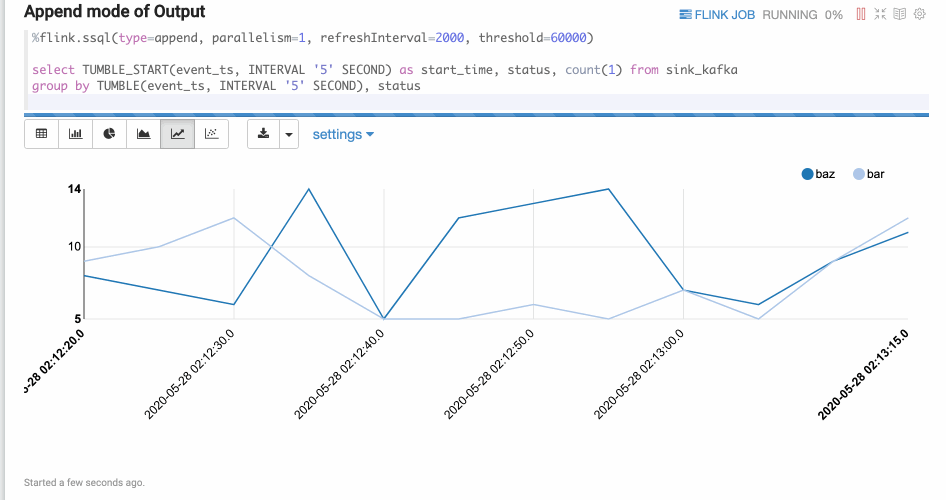 Append mode of Output
FLINK JOB RUNNING 0%
%flink.ssql(type=append, parallelism=1, refreshInterval=2000, threshold=60000)
select TUMBLE_START(event_ts, INTERVAL '5' SECOND) as start_time, status, count(1) from sink_kafka
group by TUMBLE(event_ts, INTERVAL '5' SECOND), status
settings
baz bar
14
10
5
5-28 02:12:20.0
2020-05-28 02:12:30.0
2020-05-28 02:12:40.0
2020-05-28 02:12:50.0
2020-05-28 02:13:00.0
2020-05-28 02:13:15.0
Started a few seconds ago.